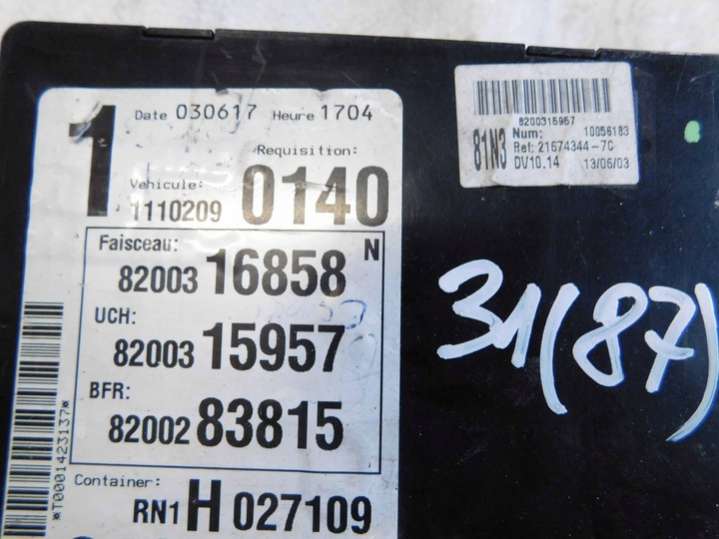 1 Date 030617 Heure 1704
Requisition:
Vehicule:
1110209 0140
Faisceau: N
82003 16858
UCH:
82003 15957
BFR:
82002 83815
Container:
RN1 H 027109
*T0001423137*
8200315957
81N3
Num: 10056183
Ref: 21674344-7C
DV10.14 13/06/03
31(87)